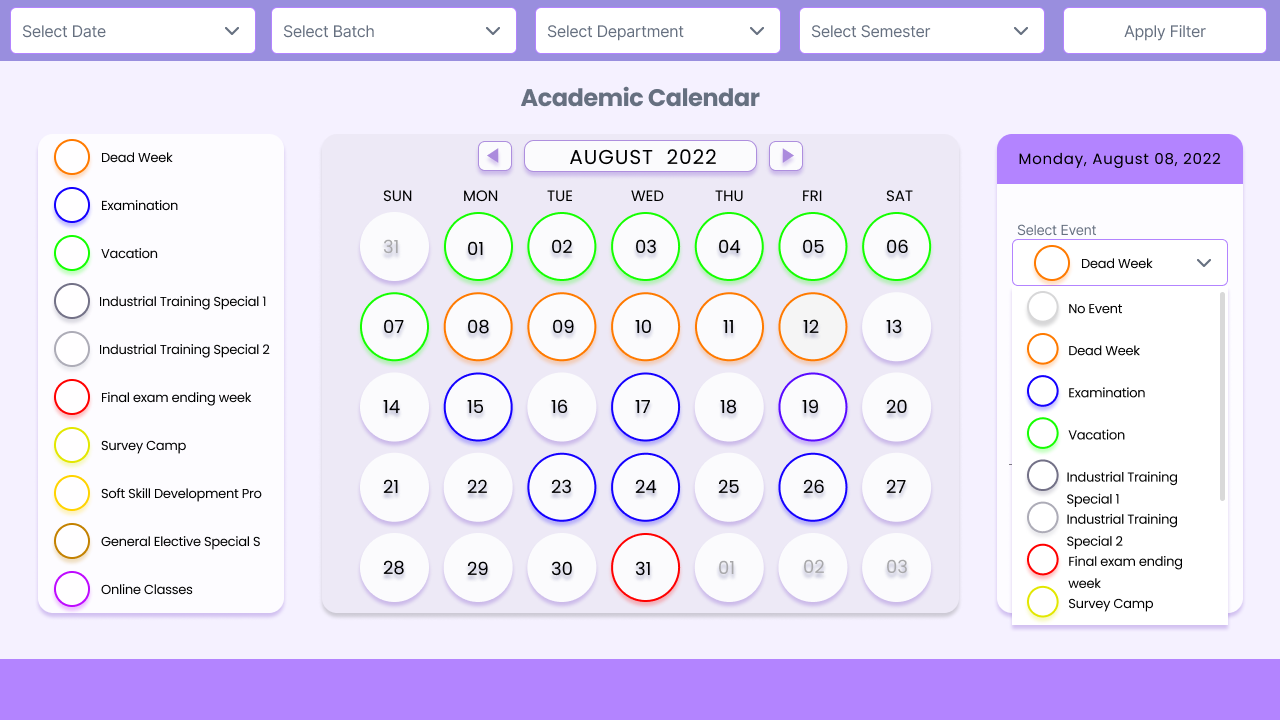 Select Date
Select Batch
Select Department
Select Semester
Apply Filter
Academic Calendar
Dead Week
Examination
Vacation
Industrial Training Special 1
Industrial Training Special 2
Final exam ending week
Survey Camp
Soft Skill Development Pro
General Elective Special S
Online Classes
AUGUST 2022
SUN MON TUE WED THU FRI SAT
31 01 02 03 04 05 06
07 08 09 10 11 12 13
14 15 16 17 18 19 20
21 22 23 24 25 26 27
28 29 30 31 01 02 03
Monday, August 08, 2022
Select Event
Dead Week
No Event
Dead Week
Examination
Vacation
Industrial Training
Special 1
Industrial Training
Special 2
Final exam ending
week
Survey Camp